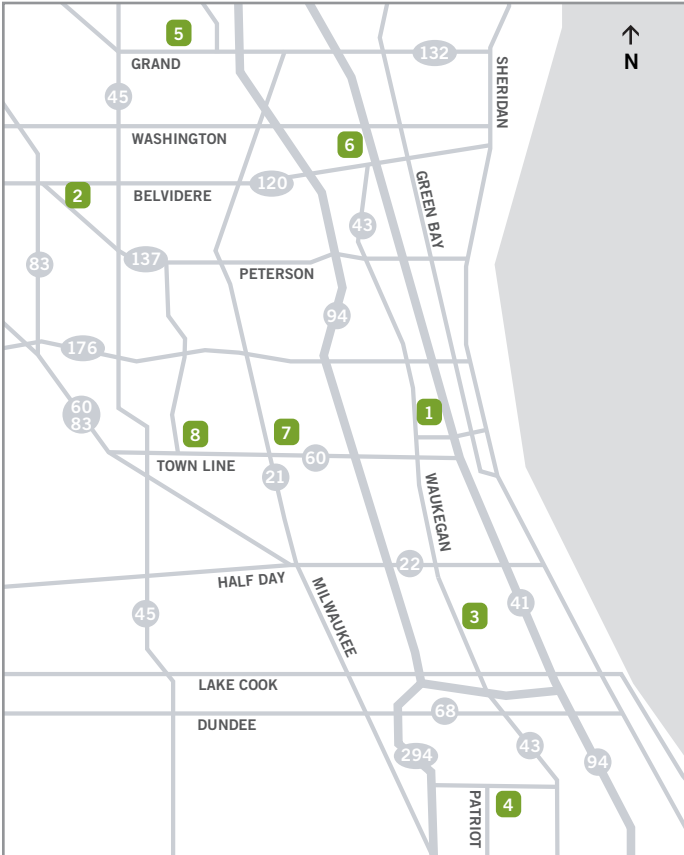 5
N
132
GRAND
SHERIDAN
45
WASHINGTON
6
120
2
BELVIDERE
GREEN BAY
43
137
83
PETERSON
94
176
60
83
1
7
8
60
TOWN LINE
21
WAUKEGAN
22
HALF DAY
MILWAUKEE
41
45
3
LAKE COOK
68
DUNDEE
43
294
94
PATRIOT
4